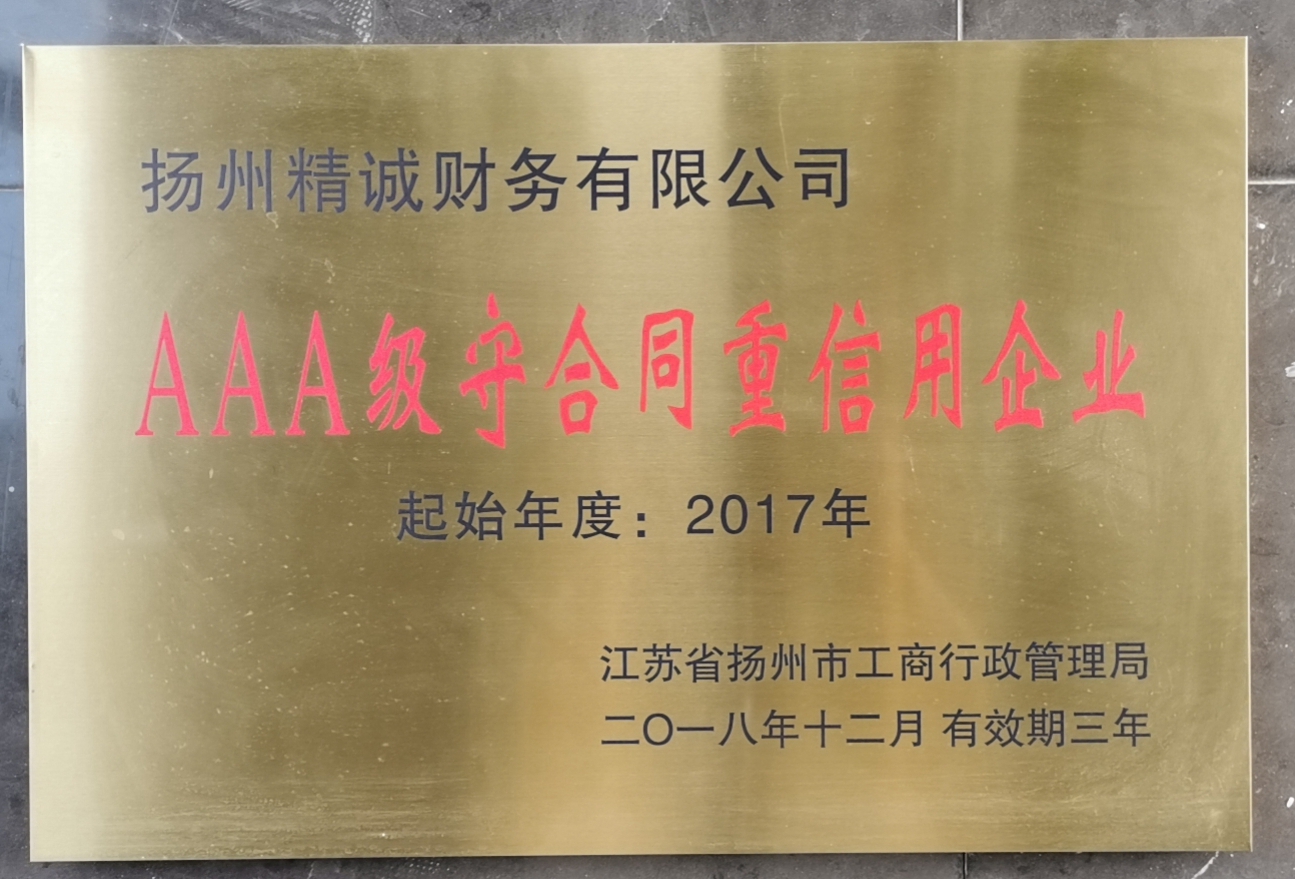 扬州精诚财务有限公司
AAA级守合同重信用企业
起始年度：2017年
江苏省扬州市工商行政管理局
二〇一八年十二月 有效期三年